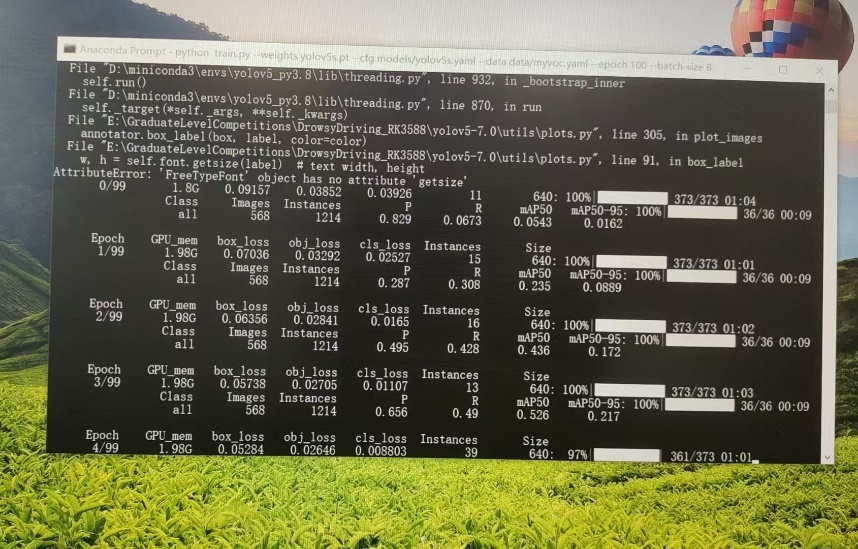 Anaconda Prompt - python train.py --weights yolov5s.pt --cfg models/yolov5s.yaml --data data/myvoc.yaml --epoch 100 --batch-size 8
File "D:\miniconda3\envs\yolov5_py3.8\lib\threading.py", line 932, in _bootstrap_inner
self.run()
File "D:\miniconda3\envs\yolov5_py3.8\lib\threading.py", line 870, in run
self._target(*self._args, **self._kwargs)
File "E:\GraduateLevelCompetitions\DrowsyDriving_RK3588\yolov5-7.0\utils\plots.py", line 305, in plot_images
annotator.box_label(box, label, color=color)
File "E:\GraduateLevelCompetitions\DrowsyDriving_RK3588\yolov5-7.0\utils\plots.py", line 91, in box_label
w, h = self.font.getsize(label)  # text width, height
AttributeError: 'FreeTypeFont' object has no attribute 'getsize'
0/99 1.8G 0.09157 0.03852 0.03926 11 640: 100% 373/373 01:04
Class Images Instances P R mAP50 mAP50-95: 100% 36/36 00:09
all 568 1214 0.829 0.0673 0.0543 0.0162
Epoch GPU_mem box_loss obj_loss cls_loss Instances Size
1/99 1.98G 0.07036 0.03292 0.02527 15 640: 100% 373/373 01:01
Class Images Instances P R mAP50 mAP50-95: 100% 36/36 00:09
all 568 1214 0.287 0.308 0.235 0.0889
Epoch GPU_mem box_loss obj_loss cls_loss Instances Size
2/99 1.98G 0.06356 0.02841 0.0165 16 640: 100% 373/373 01:02
Class Images Instances P R mAP50 mAP50-95: 100% 36/36 00:09
all 568 1214 0.495 0.428 0.436 0.172
Epoch GPU_mem box_loss obj_loss cls_loss Instances Size
3/99 1.98G 0.05738 0.02705 0.01107 13 640: 100% 373/373 01:03
Class Images Instances P R mAP50 mAP50-95: 100% 36/36 00:09
all 568 1214 0.656 0.49 0.526 0.217
Epoch GPU_mem box_loss obj_loss cls_loss Instances Size
4/99 1.98G 0.05284 0.02646 0.008803 39 640: 97% 361/373 01:01